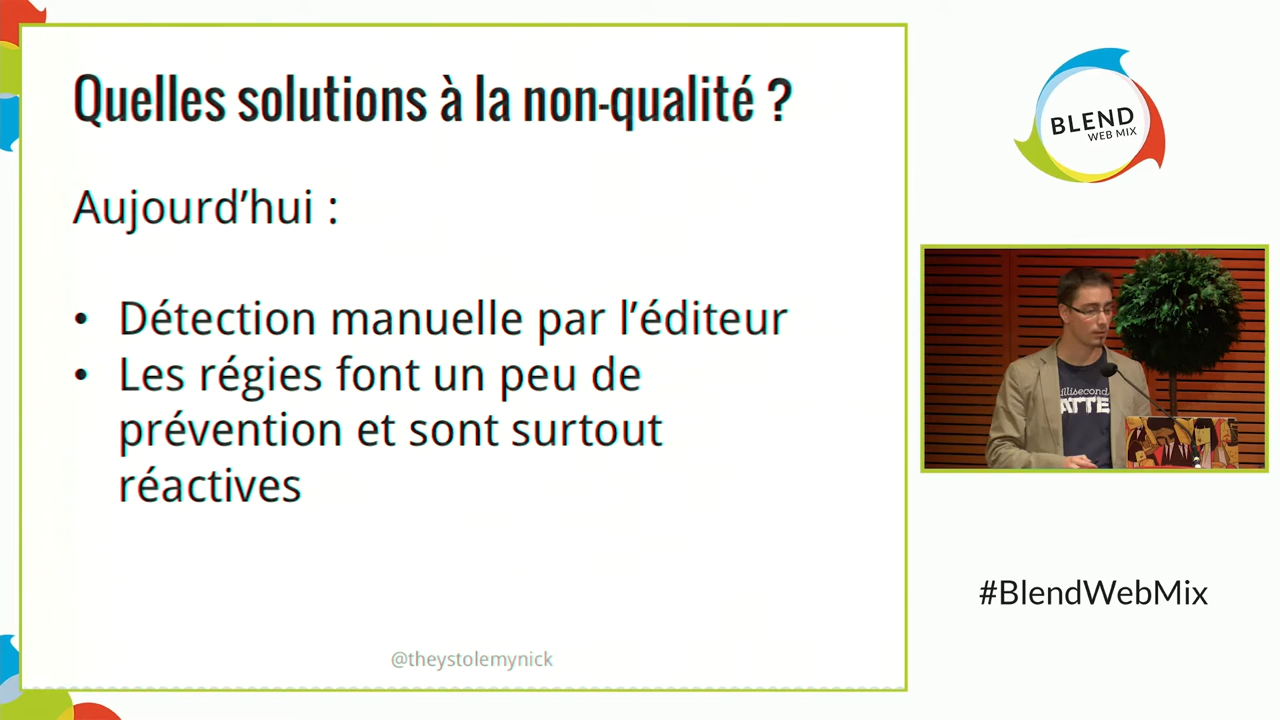 Quelles solutions à la non-qualité ?
Aujourd’hui :
• Détection manuelle par l’éditeur
• Les régies font un peu de
prévention et sont surtout
réactives
@theystolemynick
BLEND
WEB MIX
#BlendWebMix